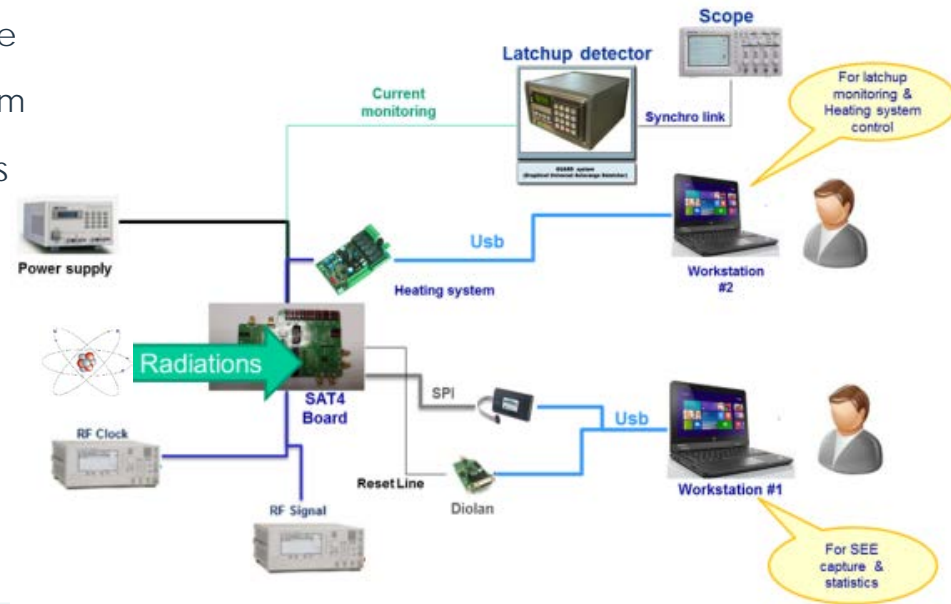 e
m
s
Scope
Latchup detector
Current
monitoring
Synchro link
For latchup
monitoring &
Heating system
control
Power supply
Usb
Heating system
Workstation
#2
Radiations
SAT4
Board
SPI
Usb
RF Clock
Reset Line
Diolan
RF Signal
Workstation #1
For SEE
capture &
statistics